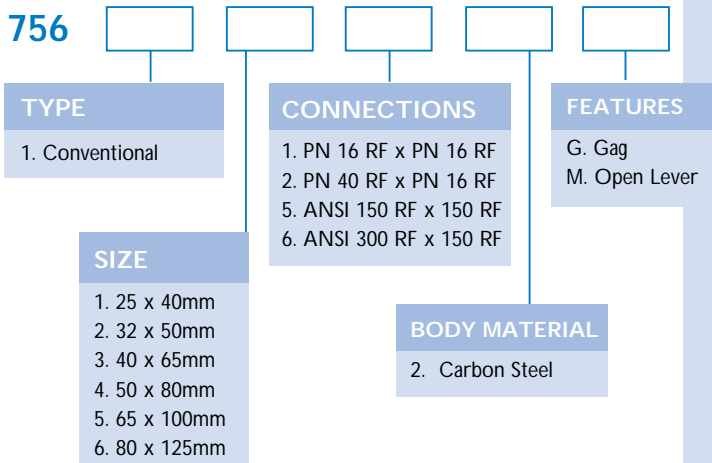 756
TYPE
1. Conventional
SIZE
1. 25 x 40mm
2. 32 x 50mm
3. 40 x 65mm
4. 50 x 80mm
5. 65 x 100mm
6. 80 x 125mm
CONNECTIONS
1. PN 16 RF x PN 16 RF
2. PN 40 RF x PN 16 RF
5. ANSI 150 RF x 150 RF
6. ANSI 300 RF x 150 RF
BODY MATERIAL
2. Carbon Steel
FEATURES
G. Gag
M. Open Lever